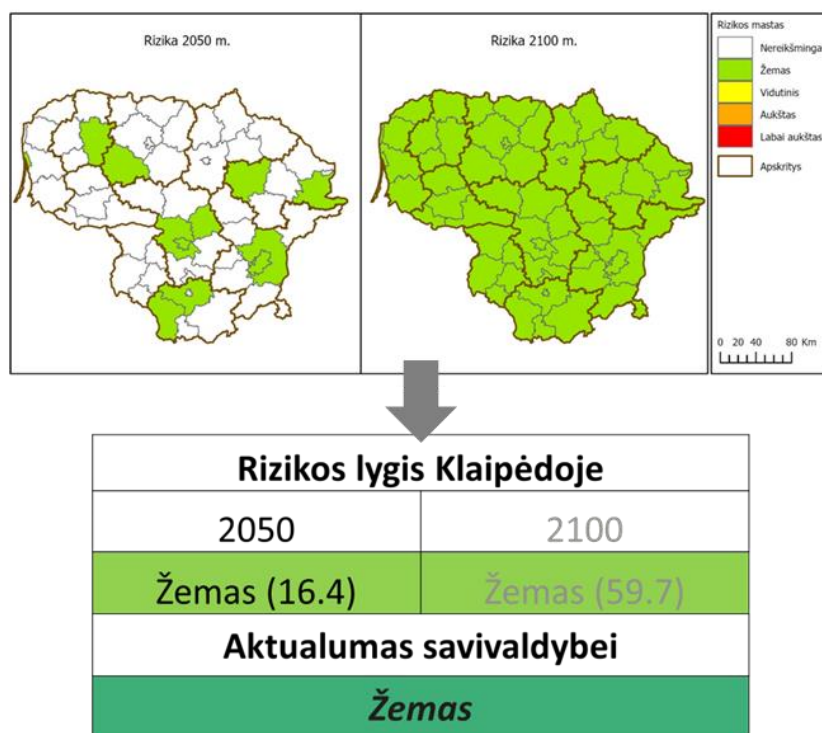 Rizika 2050 m.
Rizika 2100 m.
Rizikos mastas
Nereikšminga
Žemas
Vidutinis
Aukštas
Labai aukštas
Apskritys
0 20 40 80 Km
Rizikos lygis Klaipėdoje
2050 2100
Žemas (16.4) Žemas (59.7)
Aktualumas savivaldybei
Žemas